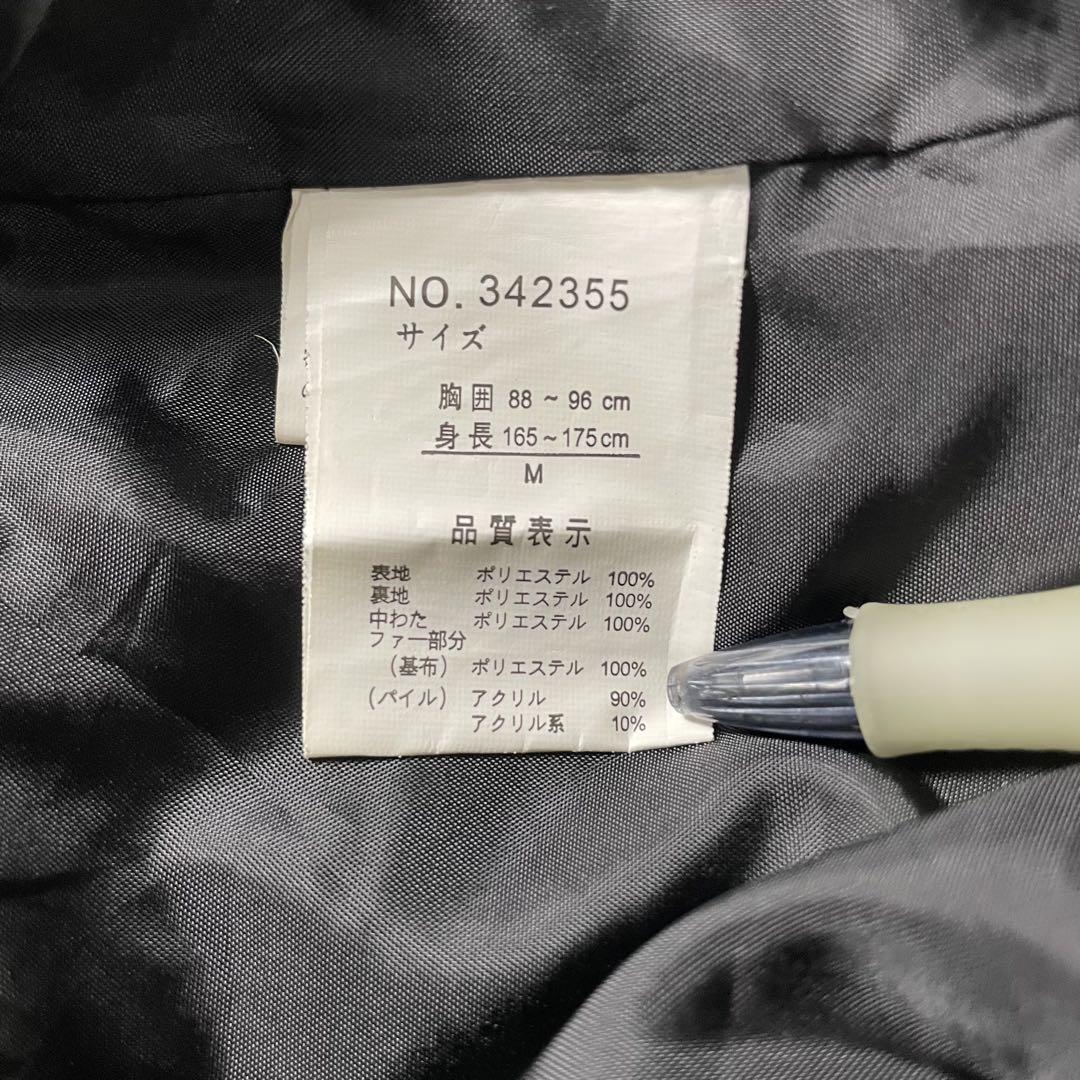 NO. 342355
サイズ
胸囲 88 ~ 96 cm
身長 165~175cm
M
品質表示
表地 ポリエステル 100%
裏地 ポリエステル 100%
中わた ポリエステル 100%
ファー部分
(基布) ポリエステル 100%
(パイル) アクリル 90%
アクリル系 10%